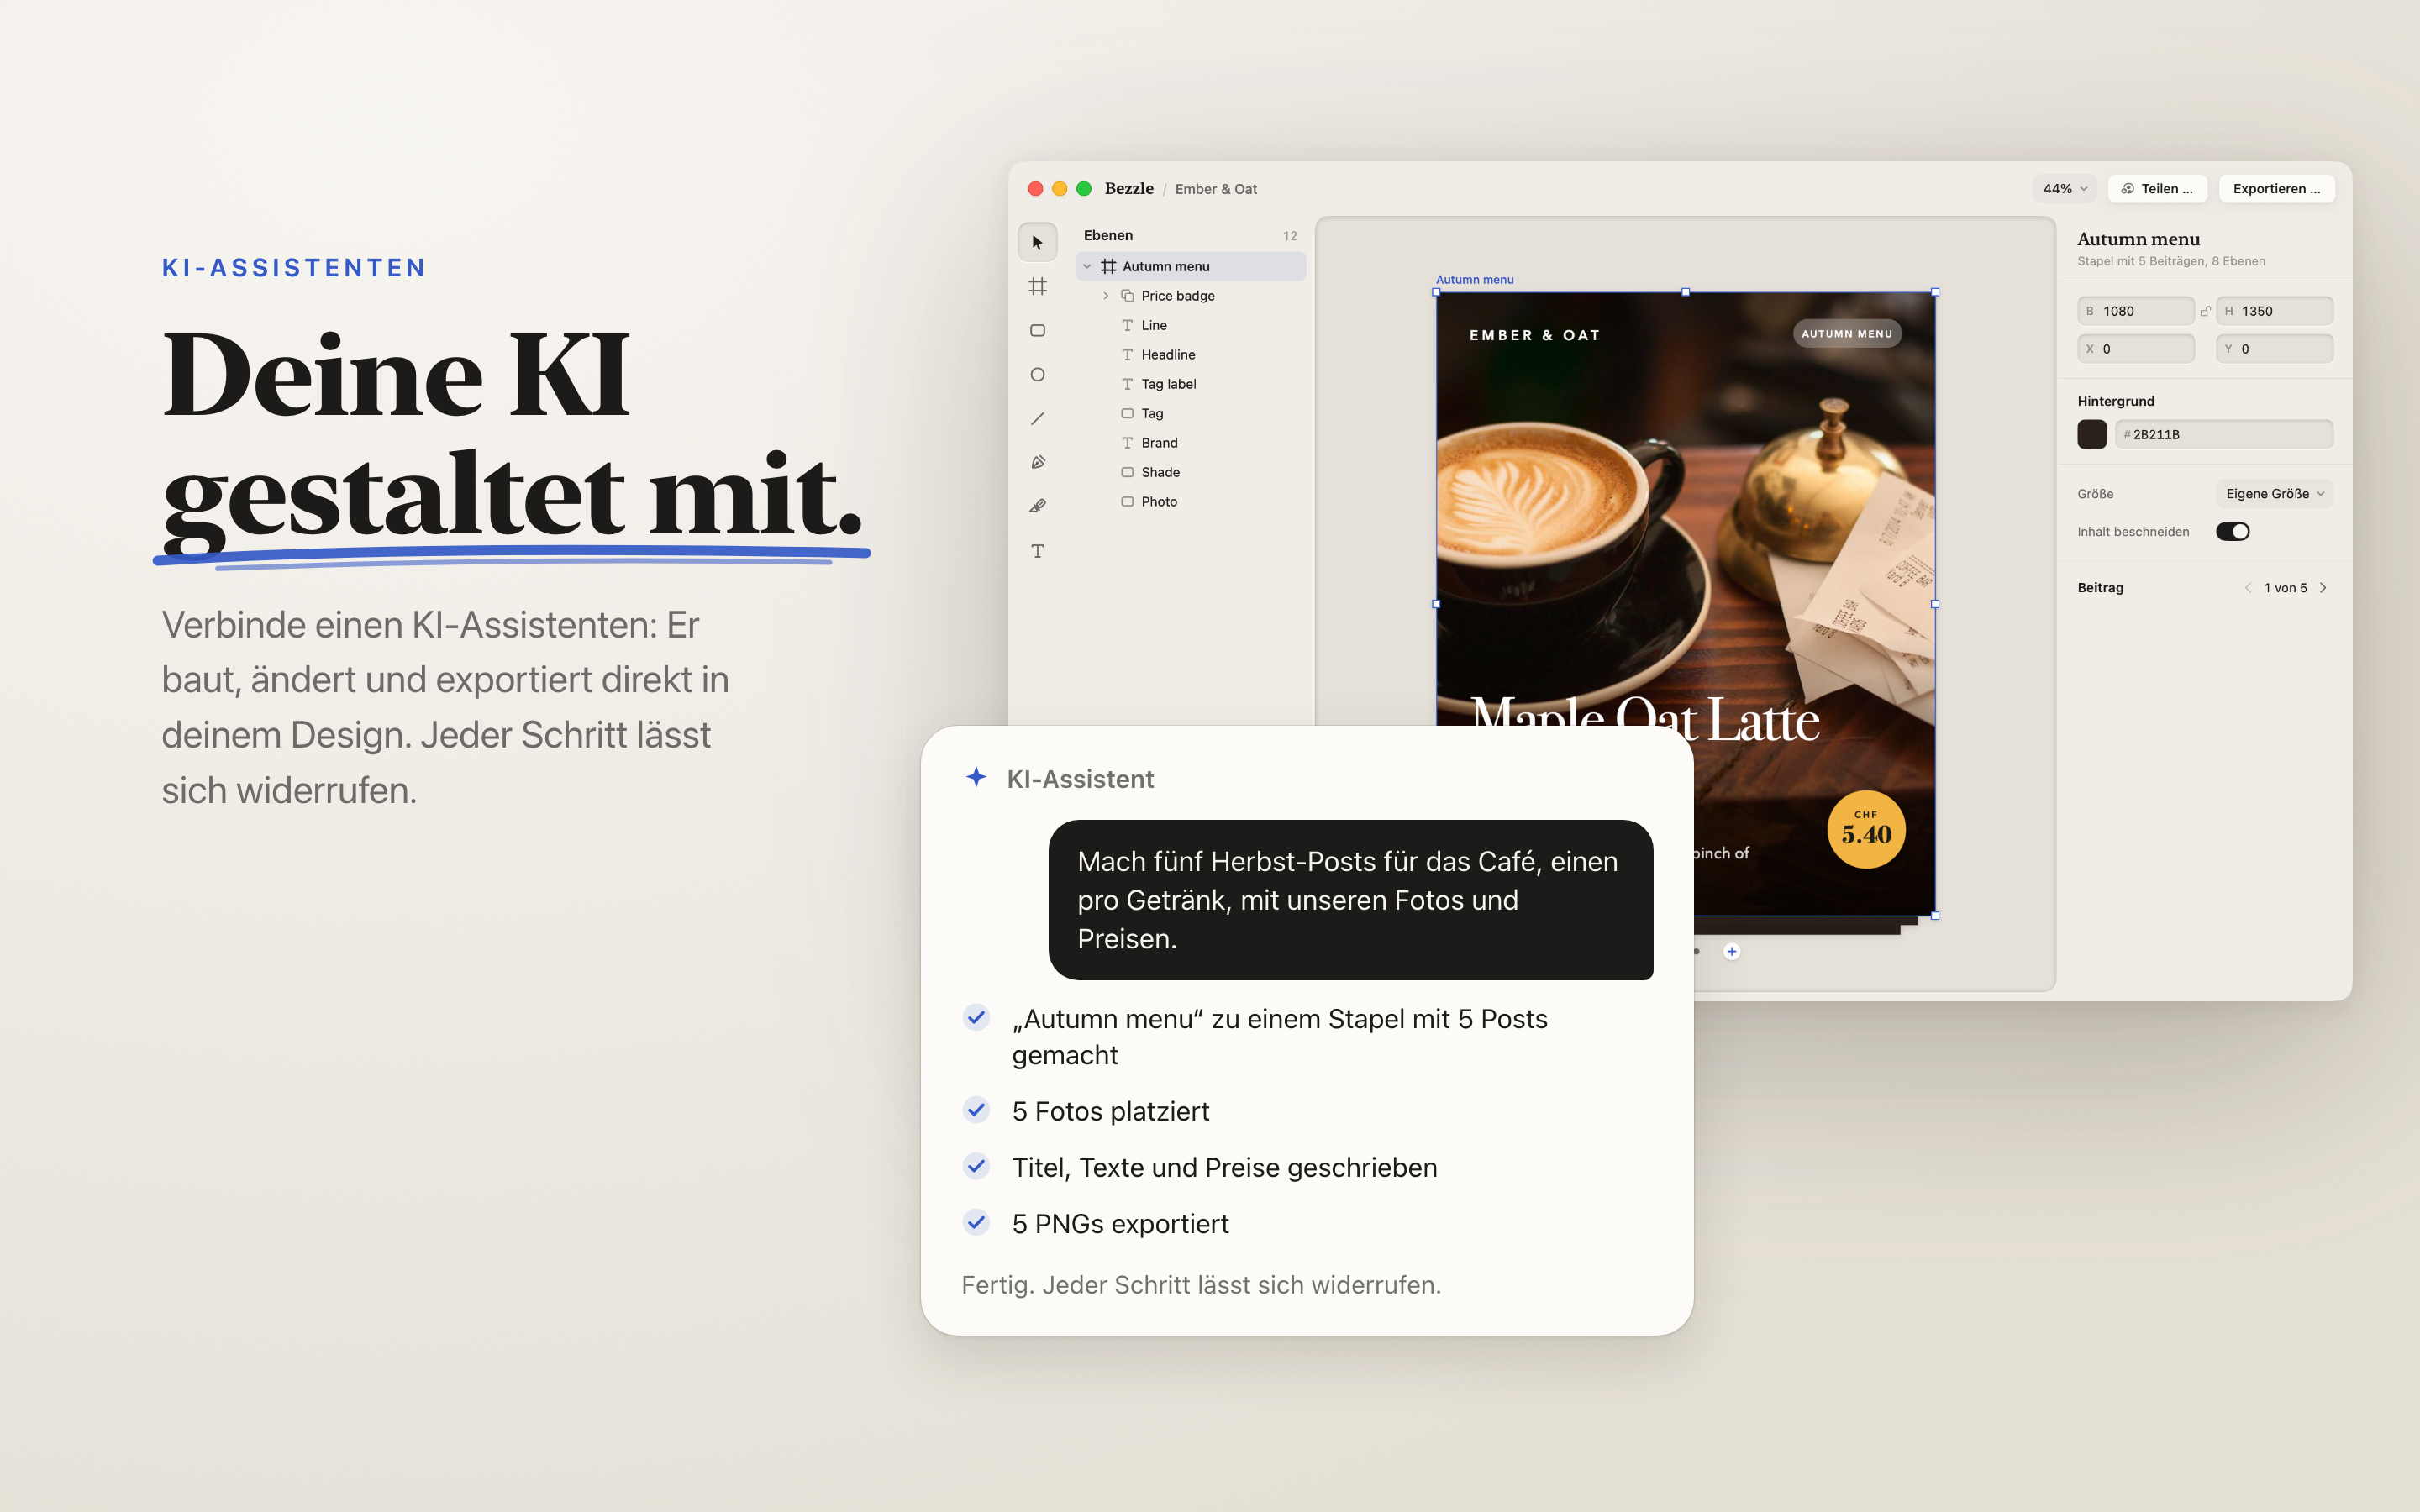 KI-ASSISTENTEN
Deine KI
gestaltet mit.
Verbinde einen KI-Assistenten: Er
baut, ändert und exportiert direkt in
deinem Design. Jeder Schritt lässt
sich widerrufen.
Bezzle / Ember & Oat
44%
Teilen ...
Exportieren ...
Ebenen 12
Autumn menu
Price badge
Line
Headline
Tag label
Tag
Brand
Shade
Photo
Autumn menu
EMBER & OAT
AUTUMN MENU
Maple Oat Latte
pinch of
CHF
5.40
Autumn menu
Stapel mit 5 Beiträgen, 8 Ebenen
B 1080
H 1350
X 0
Y 0
Hintergrund
# 2B211B
Größe
Eigene Größe
Inhalt beschneiden
Beitrag
1 von 5
KI-Assistent
Mach fünf Herbst-Posts für das Café, einen
pro Getränk, mit unseren Fotos und
Preisen.
„Autumn menu“ zu einem Stapel mit 5 Posts
gemacht
5 Fotos platziert
Titel, Texte und Preise geschrieben
5 PNGs exportiert
Fertig. Jeder Schritt lässt sich widerrufen.